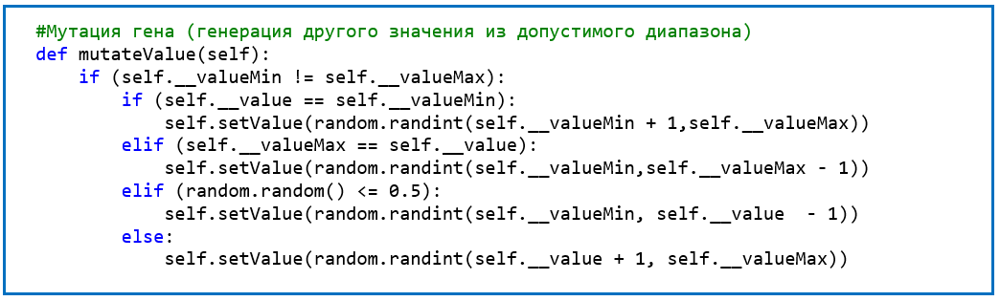 #Мутация гена (генерация другого значения из допустимого диапазона)
def mutateValue(self):
    if (self.__valueMin != self.__valueMax):
        if (self.__value == self.__valueMin):
            self.setValue(random.randint(self.__valueMin + 1,self.__valueMax))
        elif (self.__valueMax == self.__value):
            self.setValue(random.randint(self.__valueMin,self.__valueMax - 1))
        elif (random.random() <= 0.5):
            self.setValue(random.randint(self.__valueMin, self.__value  - 1))
        else:
            self.setValue(random.randint(self.__value + 1, self.__valueMax))